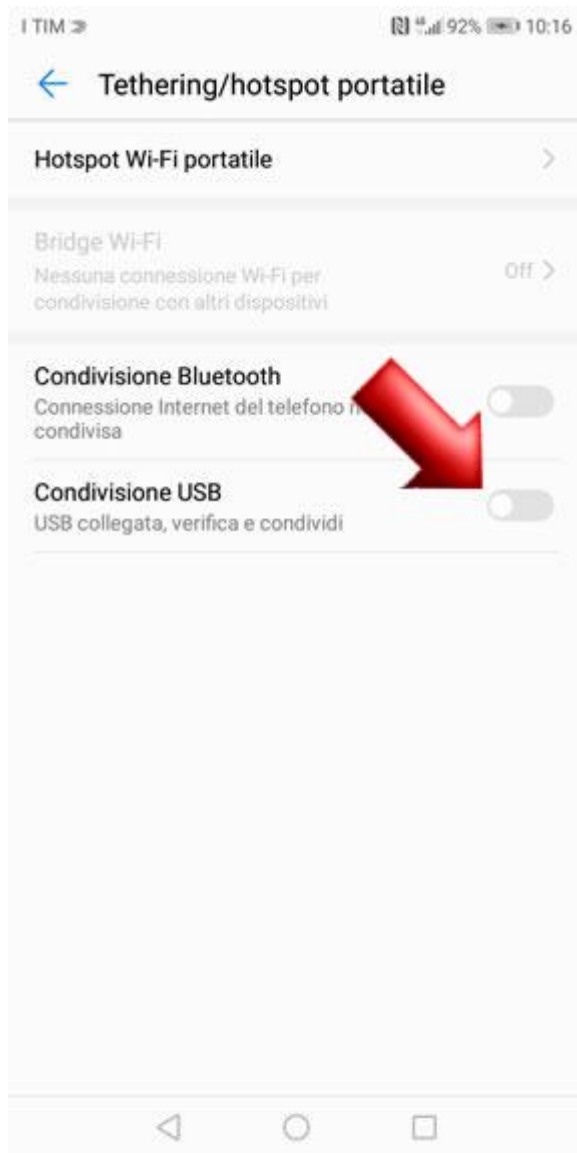 I TIM
92% 10:16
Tethering/hotspot portatile
Hotspot Wi-Fi portatile
Bridge Wi-Fi
Nessuna connessione Wi-Fi per
Off
condivisione con altri dispositivi
Condivisione Bluetooth
Connessione Internet del telefono
condivisa
Condivisione USB
USB collegata, verifica e condividi